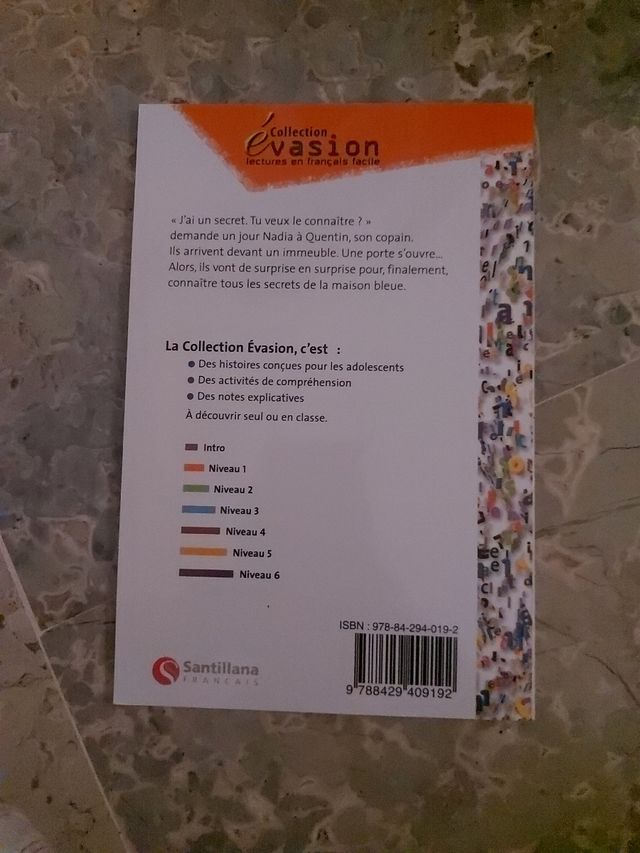 Collection
évasion
lectures en français facile
« J'ai un secret. Tu veux le connaître ? »
demande un jour Nadia à Quentin, son copain.
Ils arrivent devant un immeuble. Une porte s'ouvre...
Alors, ils vont de surprise en surprise pour, finalement,
connaître tous les secrets de la maison bleue.
La Collection Évasion, c'est :
• Des histoires conçues pour les adolescents
• Des activités de compréhension
• Des notes explicatives
À découvrir seul ou en classe.
Intro
Niveau 1
Niveau 2
Niveau 3
Niveau 4
Niveau 5
Niveau 6
ISBN : 978-84-294-019-2
Santillana
FRANÇAIS
9 788429 409192